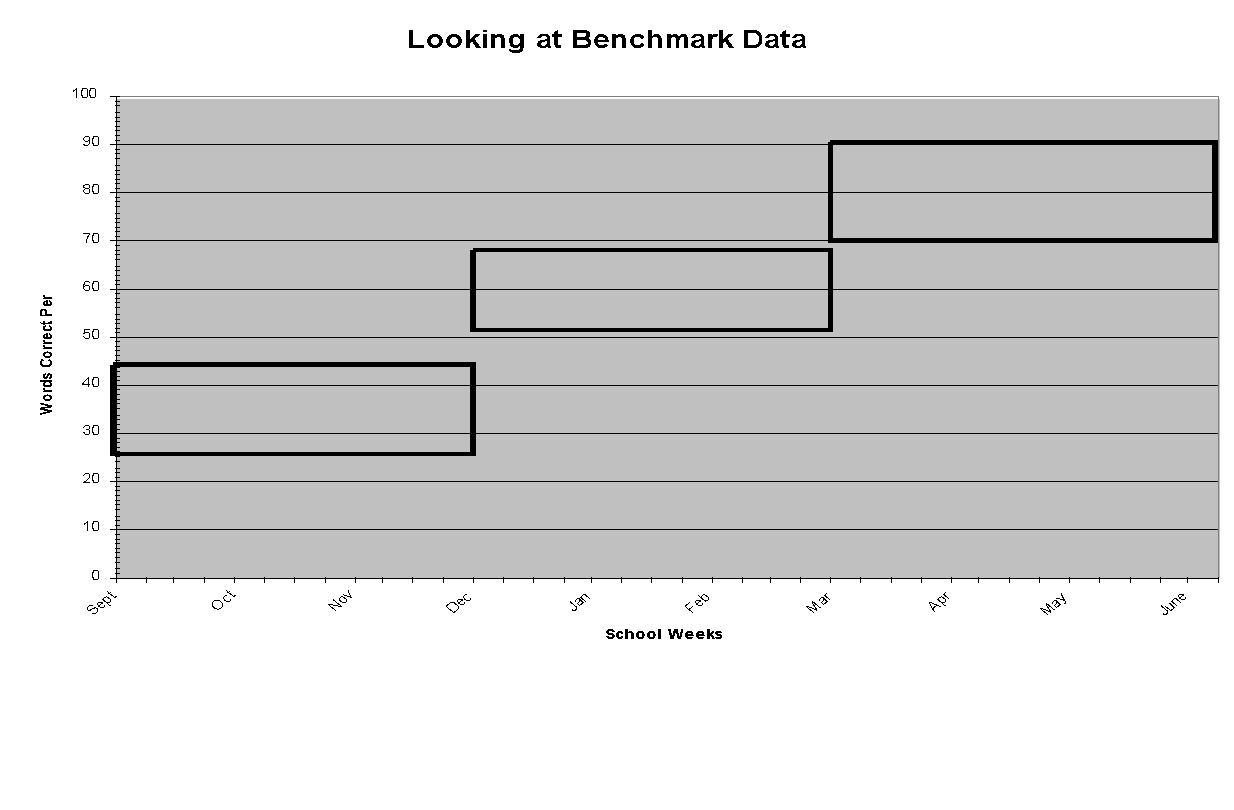 Looking at Benchmark Data
100
90
80
70
60
50
40
30
20
10
0
Words Correct Per
Sept Oct Nov Dec Jan Feb Mar Apr May June
School Weeks